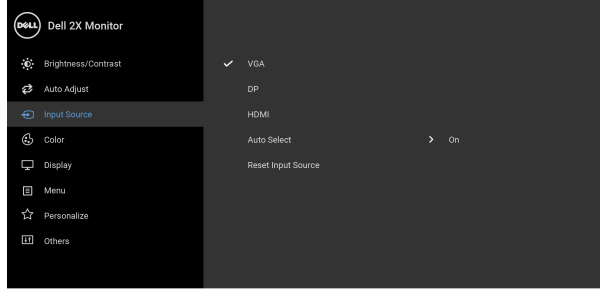 DELL Dell 2X Monitor
Brightness/Contrast
Auto Adjust
Input Source
Color
Display
Menu
Personalize
Others
VGA
DP
HDMI
Auto Select On
Reset Input Source